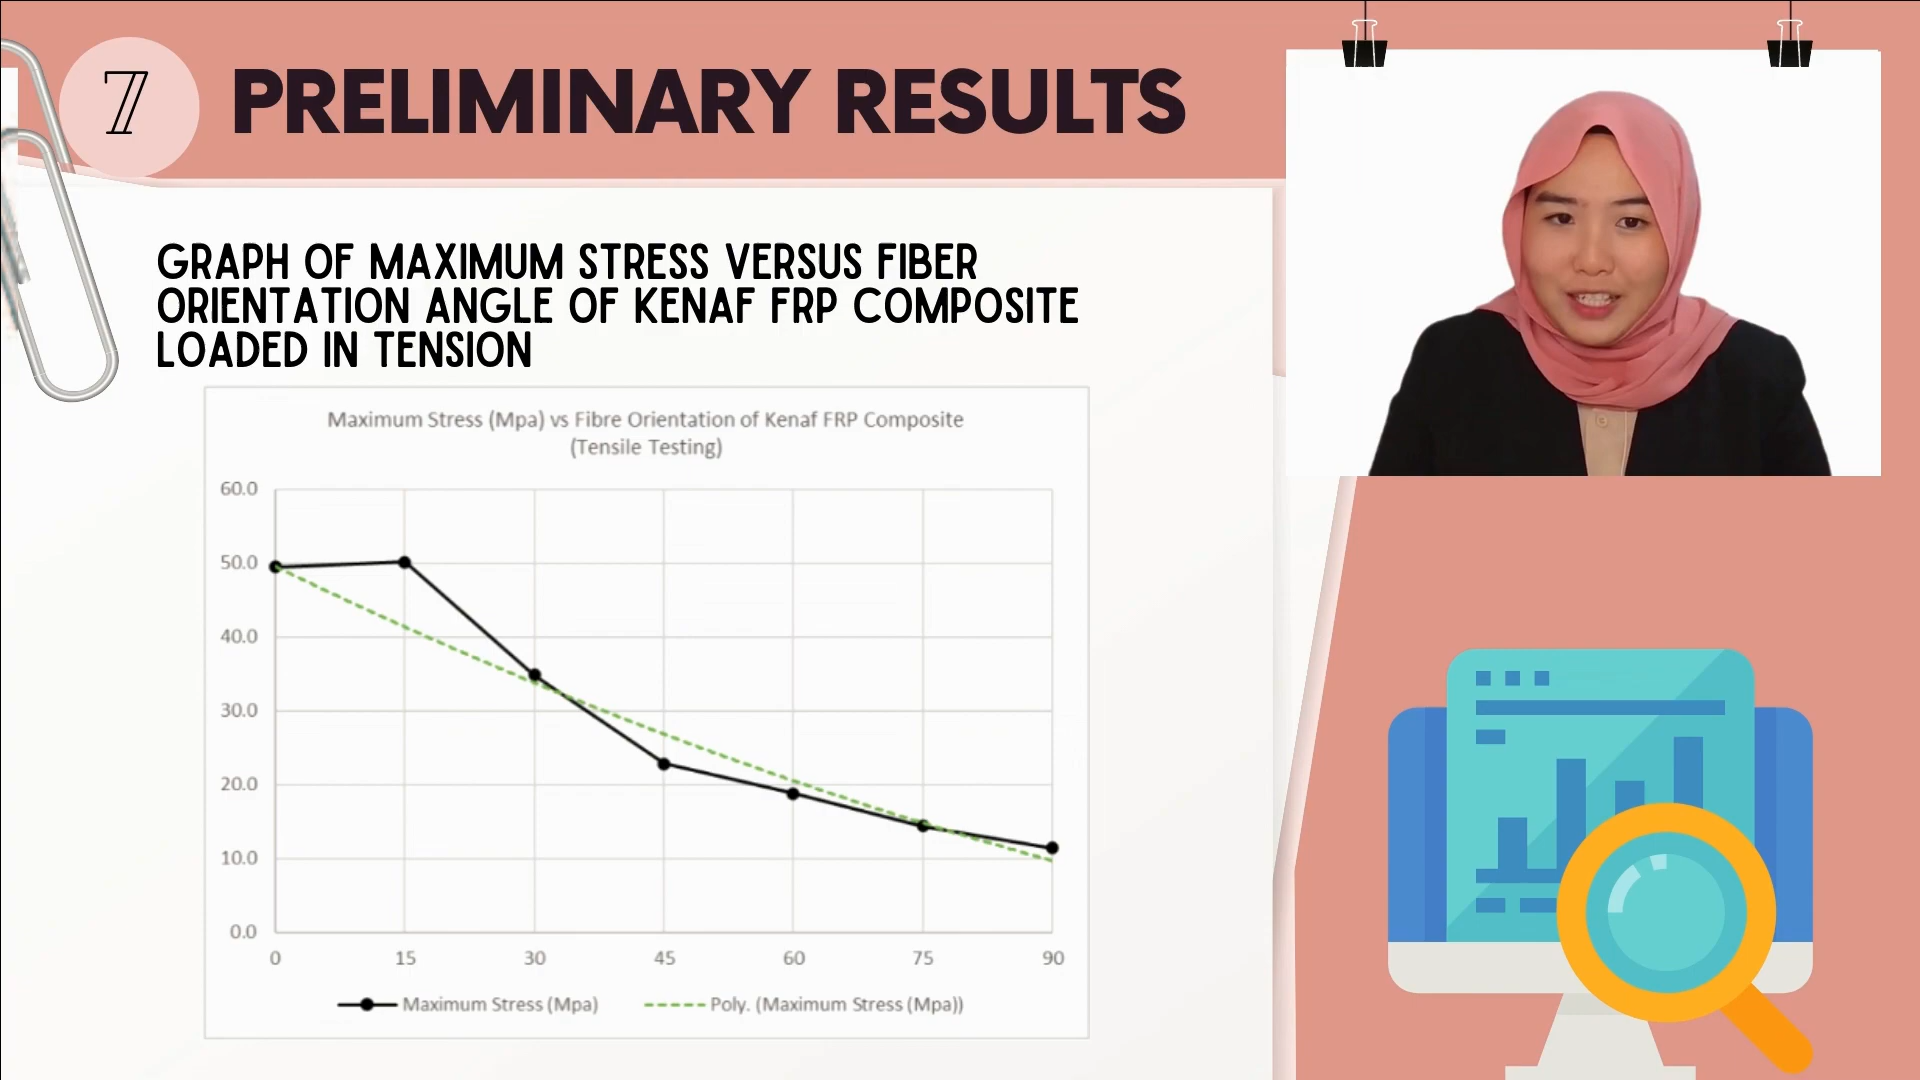 7
PRELIMINARY RESULTS
GRAPH OF MAXIMUM STRESS VERSUS FIBER
ORIENTATION ANGLE OF KENAF FRP COMPOSITE
LOADED IN TENSION
Maximum Stress (Mpa) vs Fibre Orientation of Kenaf FRP Composite
(Tensile Testing)
60.0
50.0
40.0
30.0
20.0
10.0
0.0
0 15 30 45 60 75 90
Maximum Stress (Mpa) Poly. (Maximum Stress (Mpa))